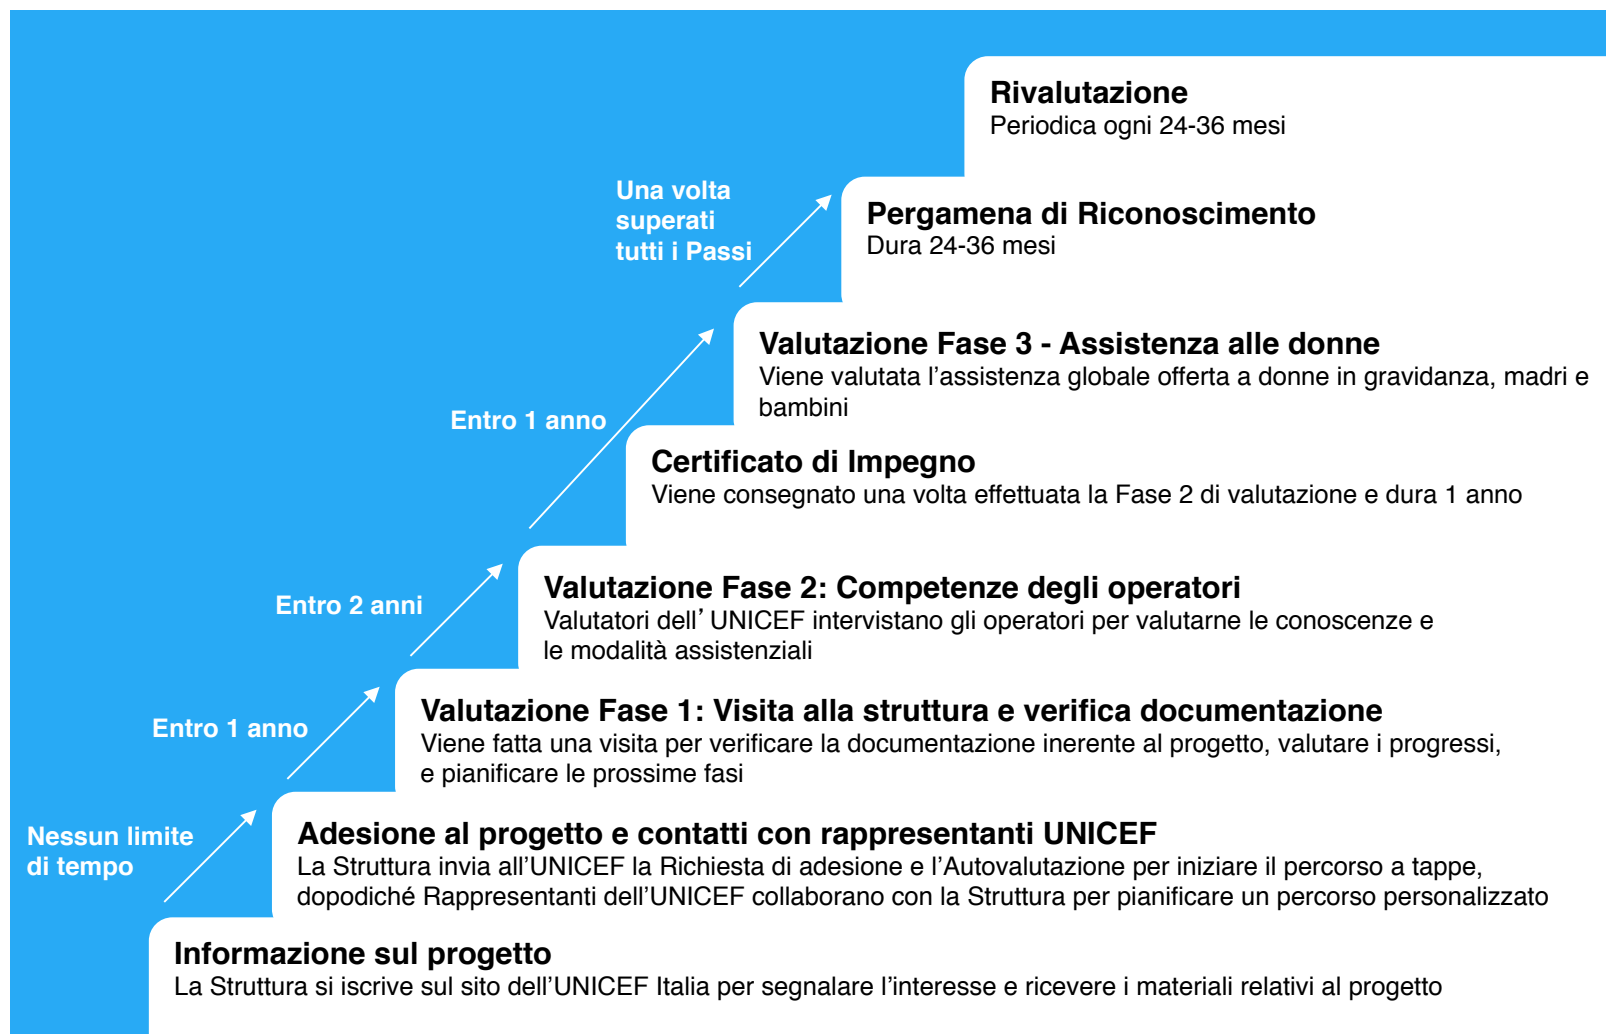 Rivalutazione
Periodica ogni 24-36 mesi
Una volta
superati
tutti i Passi
Pergamena di Riconoscimento
Dura 24-36 mesi
Valutazione Fase 3 - Assistenza alle donne
Viene valutata l’assistenza globale offerta a donne in gravidanza, madri e
bambini
Entro 1 anno
Certificato di Impegno
Viene consegnato una volta effettuata la Fase 2 di valutazione e dura 1 anno
Valutazione Fase 2: Competenze degli operatori
Valutatori dell’ UNICEF intervistano gli operatori per valutarne le conoscenze e
le modalità assistenziali
Entro 2 anni
Valutazione Fase 1: Visita alla struttura e verifica documentazione
Viene fatta una visita per verificare la documentazione inerente al progetto, valutare i progressi,
e pianificare le prossime fasi
Entro 1 anno
Adesione al progetto e contatti con rappresentanti UNICEF
La Struttura invia all’UNICEF la Richiesta di adesione e l’Autovalutazione per iniziare il percorso a tappe,
dopodiché Rappresentanti dell’UNICEF collaborano con la Struttura per pianificare un percorso personalizzato
Nessun limite
di tempo
Informazione sul progetto
La Struttura si iscrive sul sito dell’UNICEF Italia per segnalare l’interesse e ricevere i materiali relativi al progetto